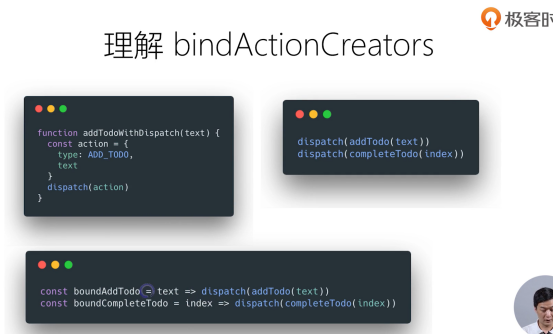 极客时
理解 bindActionCreators
function addTodoWithDispatch(text) {
  const action = {
    type: ADD_TODO,
    text
  }
  dispatch(action)
}
dispatch(addTodo(text))
dispatch(completeTodo(index))
const boundAddTodo = text => dispatch(addTodo(text))
const boundCompleteTodo = index => dispatch(completeTodo(index))